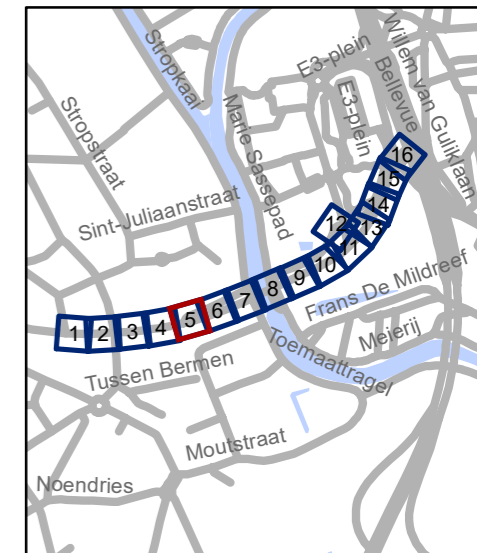 Stropkaai
E3-plein
Willem van Guliklaan
Bellevue
E3-plein
Stropstraat
Marie Sassepad
Sint-Juliaanstraat
16
15
14
13
12
11
10
9
8
7
6
5
4
3
2
1
Frans De Mildreef
Meierij
Toemaattragel
Tussen Bermen
Moutstraat
Noendries